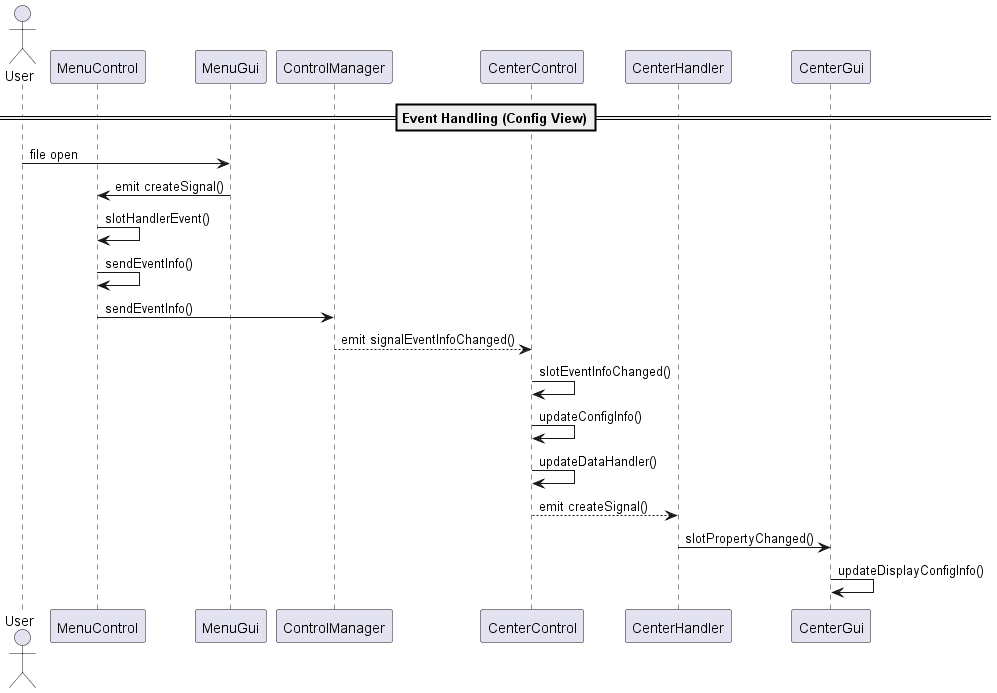 User
MenuControl
MenuGui
ControlManager
CenterControl
CenterHandler
CenterGui
Event Handling (Config View)
file open
emit createSignal()
slotHandlerEvent()
sendEventInfo()
sendEventInfo()
emit signalEventInfoChanged()
slotEventInfoChanged()
updateConfigInfo()
updateDataHandler()
emit createSignal()
slotPropertyChanged()
updateDisplayConfigInfo()
User
MenuControl
MenuGui
ControlManager
CenterControl
CenterHandler
CenterGui